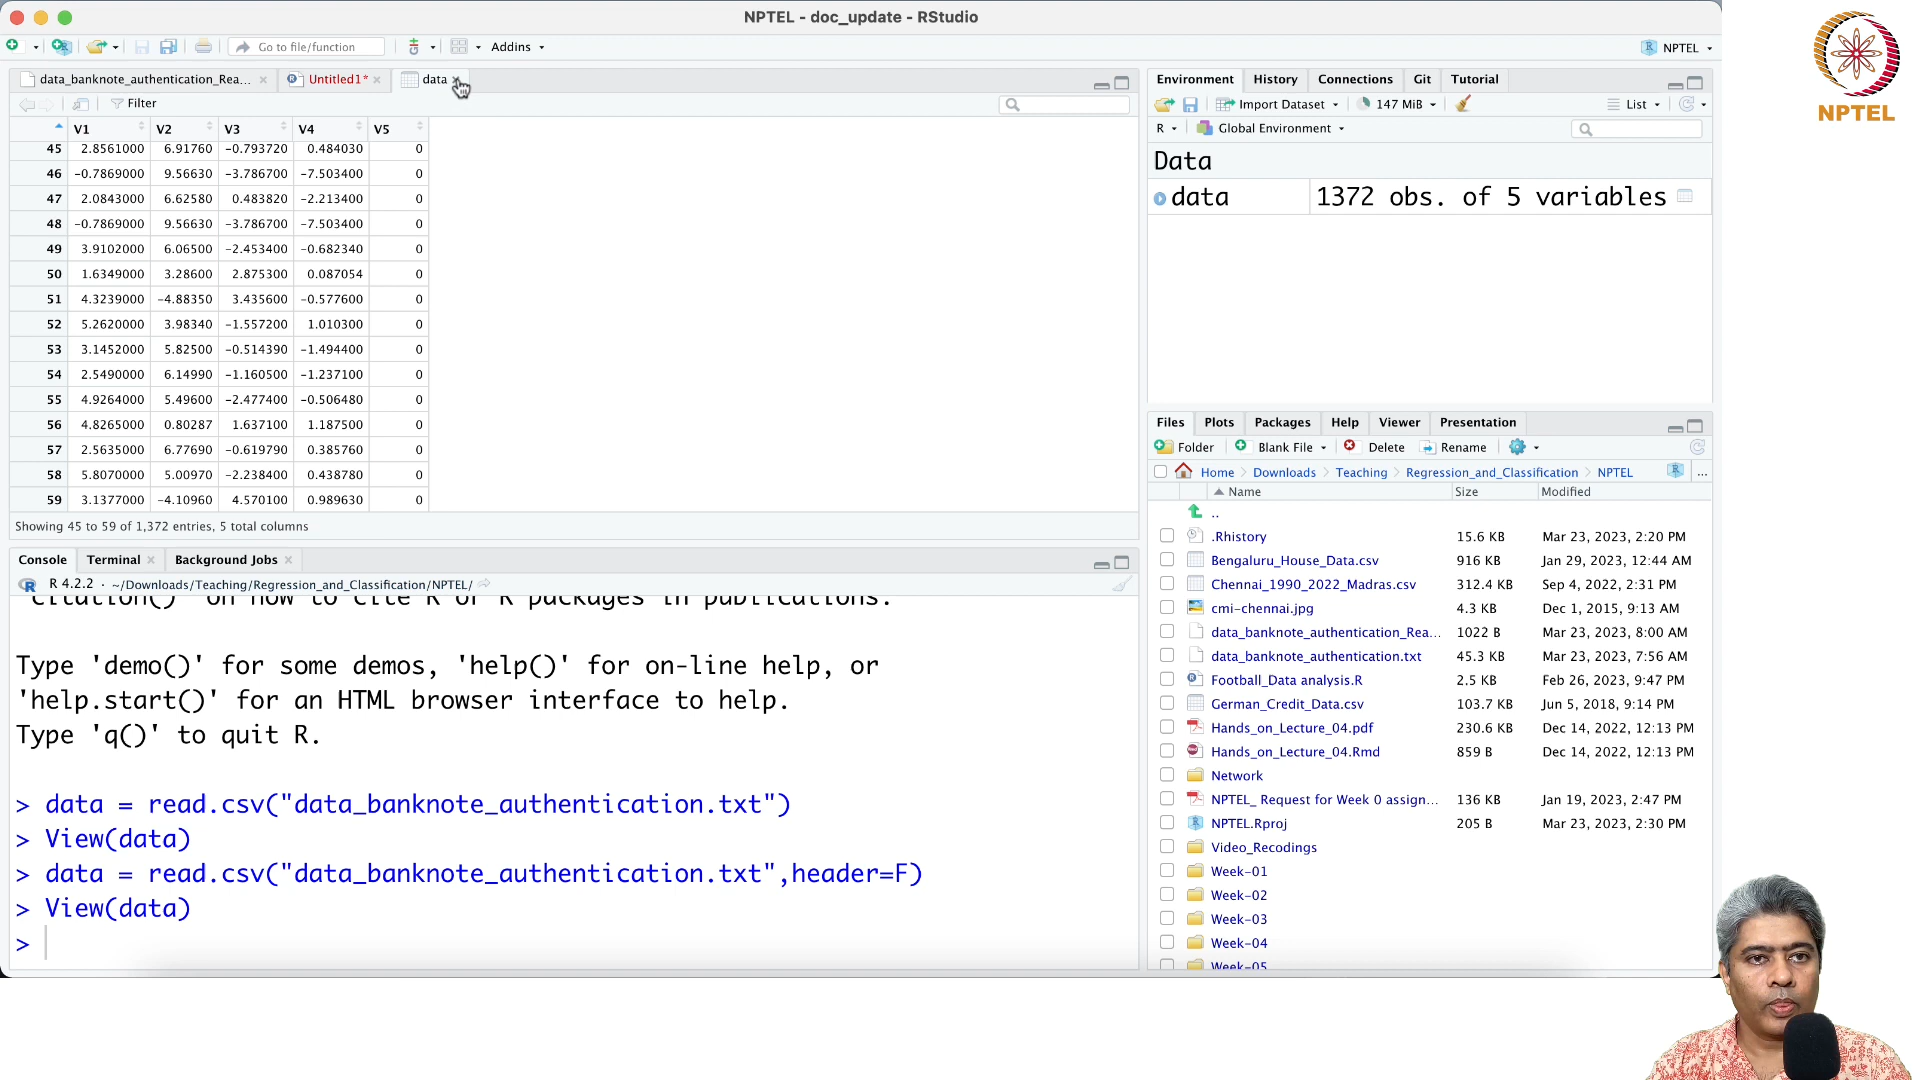 NPTEL - doc_update - RStudio
Go to file/function
Addins
NPTEL
NPTEL
data_banknote_authentication_Rea...
Untitled1*
data
Filter
V1 V2 V3 V4 V5
45 2.8561000 6.91760 -0.793720 0.484030 0
46 -0.7869000 9.56630 -3.786700 -7.503400 0
47 2.0843000 6.62580 0.483820 -2.213400 0
48 -0.7869000 9.56630 -3.786700 -7.503400 0
49 3.9102000 6.06500 -2.453400 -0.682340 0
50 1.6349000 3.28600 2.875300 0.087054 0
51 4.3239000 -4.88350 3.435600 -0.577600 0
52 5.2620000 3.98340 -1.557200 1.010300 0
53 3.1452000 5.82500 -0.514390 -1.494400 0
54 2.5490000 6.14990 -1.160500 -1.237100 0
55 4.9264000 5.49600 -2.477400 -0.506480 0
56 4.8265000 0.80287 1.637100 1.187500 0
57 2.5635000 6.77690 -0.619790 0.385760 0
58 5.8070000 5.00970 -2.238400 0.438780 0
59 3.1377000 -4.10960 4.570100 0.989630 0
Showing 45 to 59 of 1,372 entries, 5 total columns
Console Terminal Background Jobs
R 4.2.2 · ~/Downloads/Teaching/Regression_and_Classification/NPTEL/
'citation()' on how to cite R or R packages in publications.
Type 'demo()' for some demos, 'help()' for on-line help, or
'help.start()' for an HTML browser interface to help.
Type 'q()' to quit R.
> data = read.csv("data_banknote_authentication.txt")
> View(data)
> data = read.csv("data_banknote_authentication.txt",header=F)
> View(data)
>
Environment History Connections Git Tutorial
Import Dataset 147 MiB List
R Global Environment
Data
data 1372 obs. of 5 variables
Files Plots Packages Help Viewer Presentation
Folder Blank File Delete Rename
Home Downloads Teaching Regression_and_Classification NPTEL ...
Name Size Modified
..
.Rhistory 15.6 KB Mar 23, 2023, 2:20 PM
Bengaluru_House_Data.csv 916 KB Jan 29, 2023, 12:44 AM
Chennai_1990_2022_Madras.csv 312.4 KB Sep 4, 2022, 2:31 PM
cmi-chennai.jpg 4.3 KB Dec 1, 2015, 9:13 AM
data_banknote_authentication_Rea... 1022 B Mar 23, 2023, 8:00 AM
data_banknote_authentication.txt 45.3 KB Mar 23, 2023, 7:56 AM
Football_Data analysis.R 2.5 KB Feb 26, 2023, 9:47 PM
German_Credit_Data.csv 103.7 KB Jun 5, 2018, 9:14 PM
Hands_on_Lecture_04.pdf 230.6 KB Dec 14, 2022, 12:13 PM
Hands_on_Lecture_04.Rmd 859 B Dec 14, 2022, 12:13 PM
Network
NPTEL_ Request for Week 0 assign... 136 KB Jan 19, 2023, 2:47 PM
NPTEL.Rproj 205 B Mar 23, 2023, 2:30 PM
Video_Recodings
Week-01
Week-02
Week-03
Week-04
Week-05